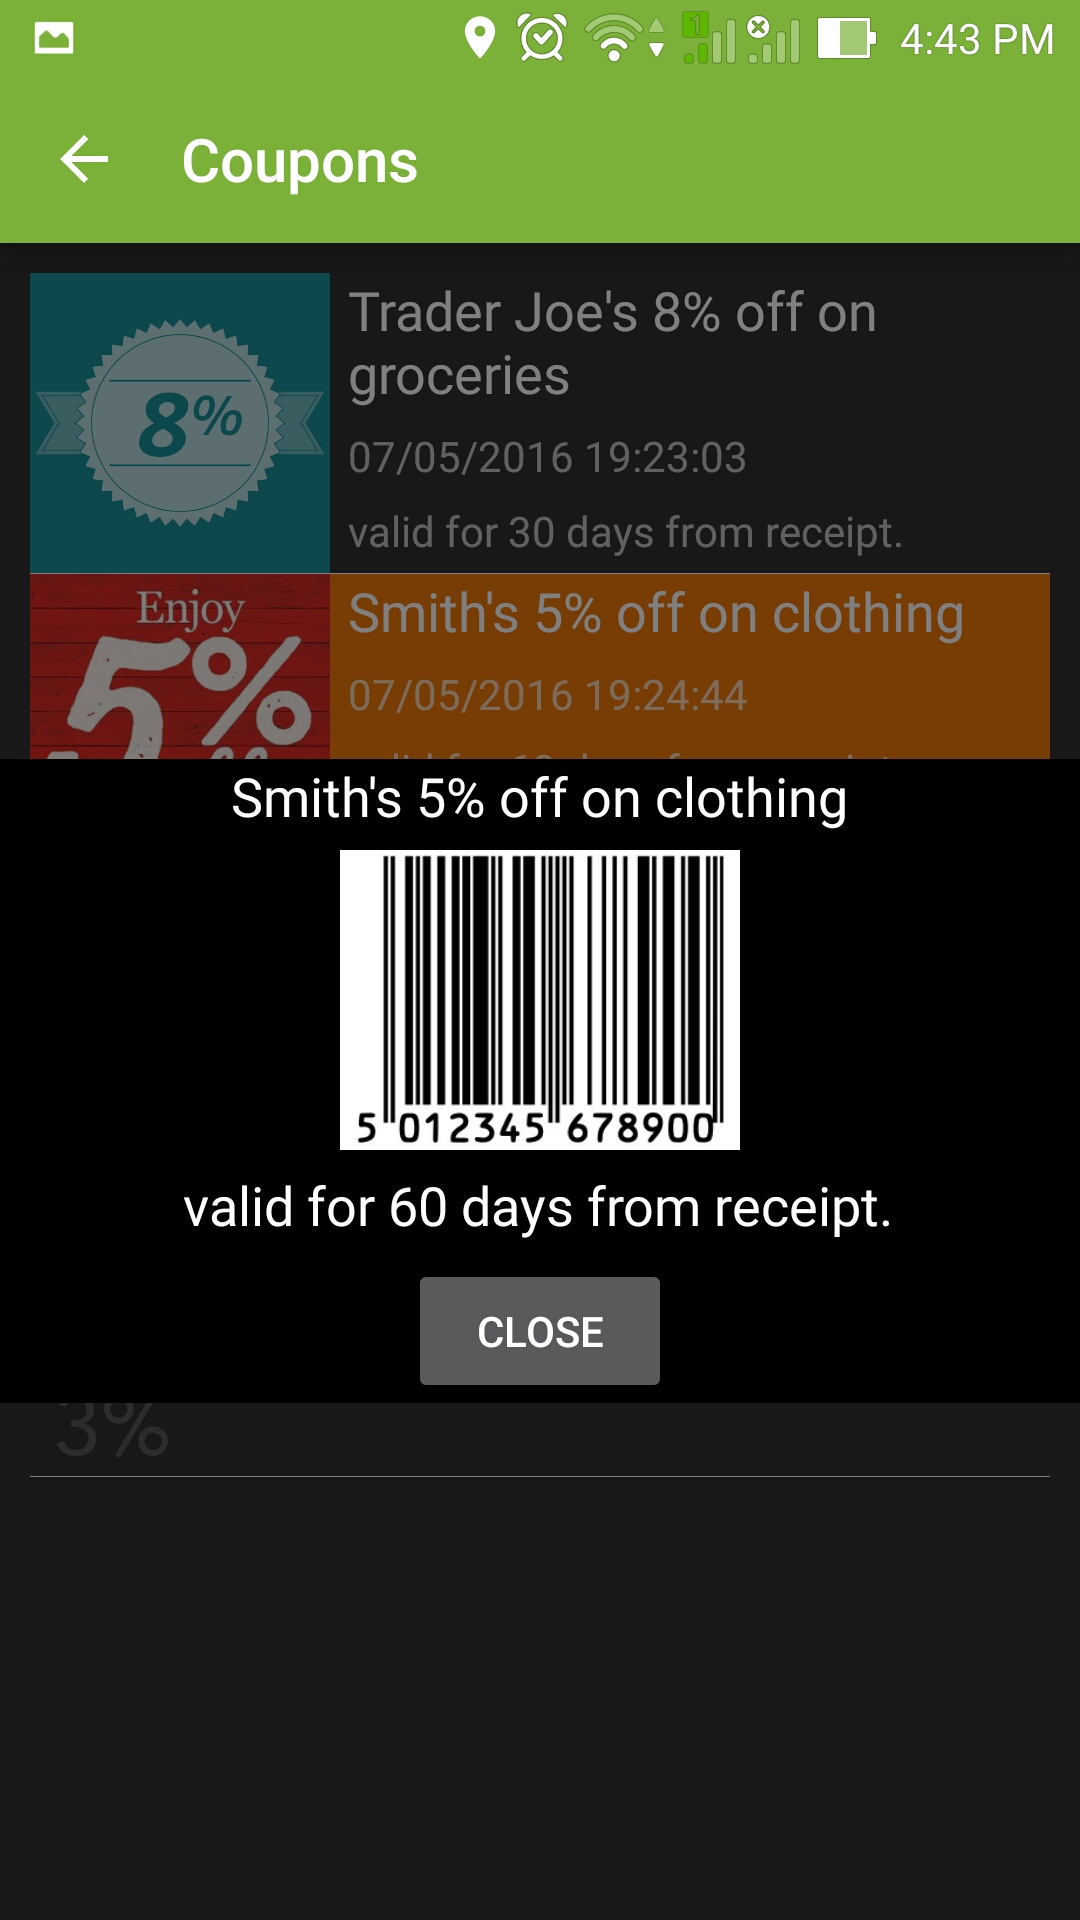 1
4:43 PM
Coupons
8%
Trader Joe's 8% off on
groceries
07/05/2016 19:23:03
valid for 30 days from receipt.
Enjoy
5%
Smith's 5% off on clothing
07/05/2016 19:24:44
Smith's 5% off on clothing
5 012345 678900
valid for 60 days from receipt.
CLOSE
3%